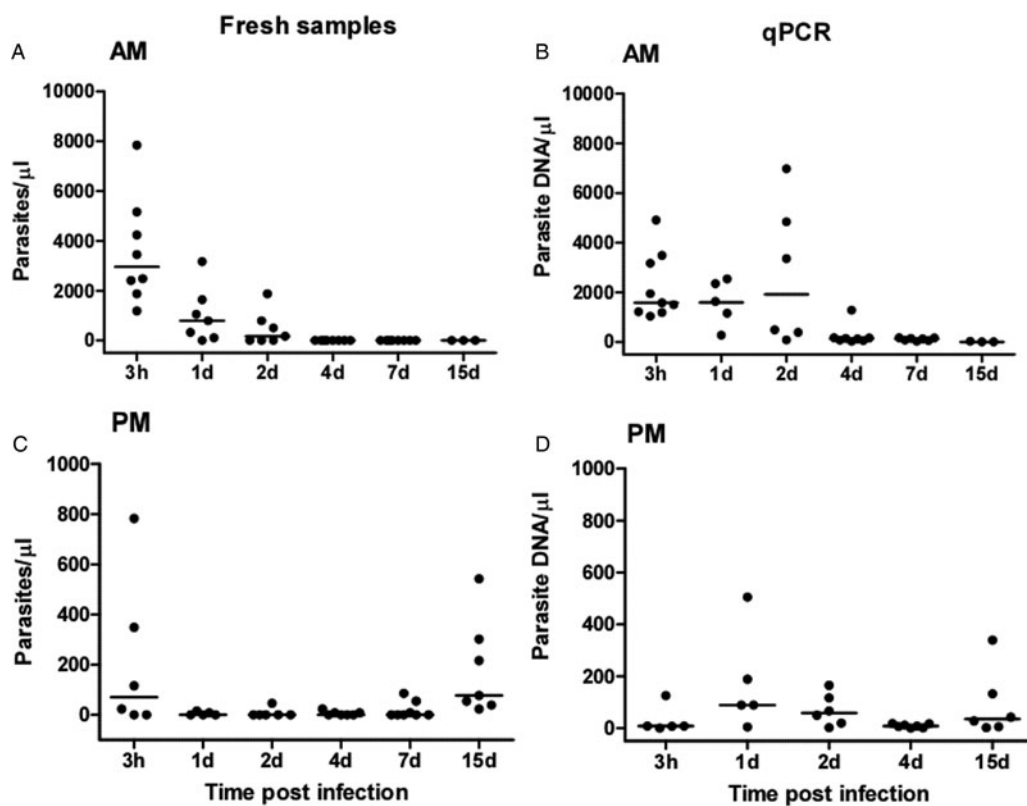 Fresh samples
qPCR
A
AM
Parasites/µl
10000
8000
6000
4000
2000
0
3h 1d 2d 4d 7d 15d
B
AM
Parasite DNA/µl
10000
8000
6000
4000
2000
0
3h 1d 2d 4d 7d 15d
C
PM
Parasites/µl
1000
800
600
400
200
0
3h 1d 2d 4d 7d 15d
Time post infection
D
PM
Parasite DNA/µl
1000
800
600
400
200
0
3h 1d 2d 4d 7d 15d
Time post infection